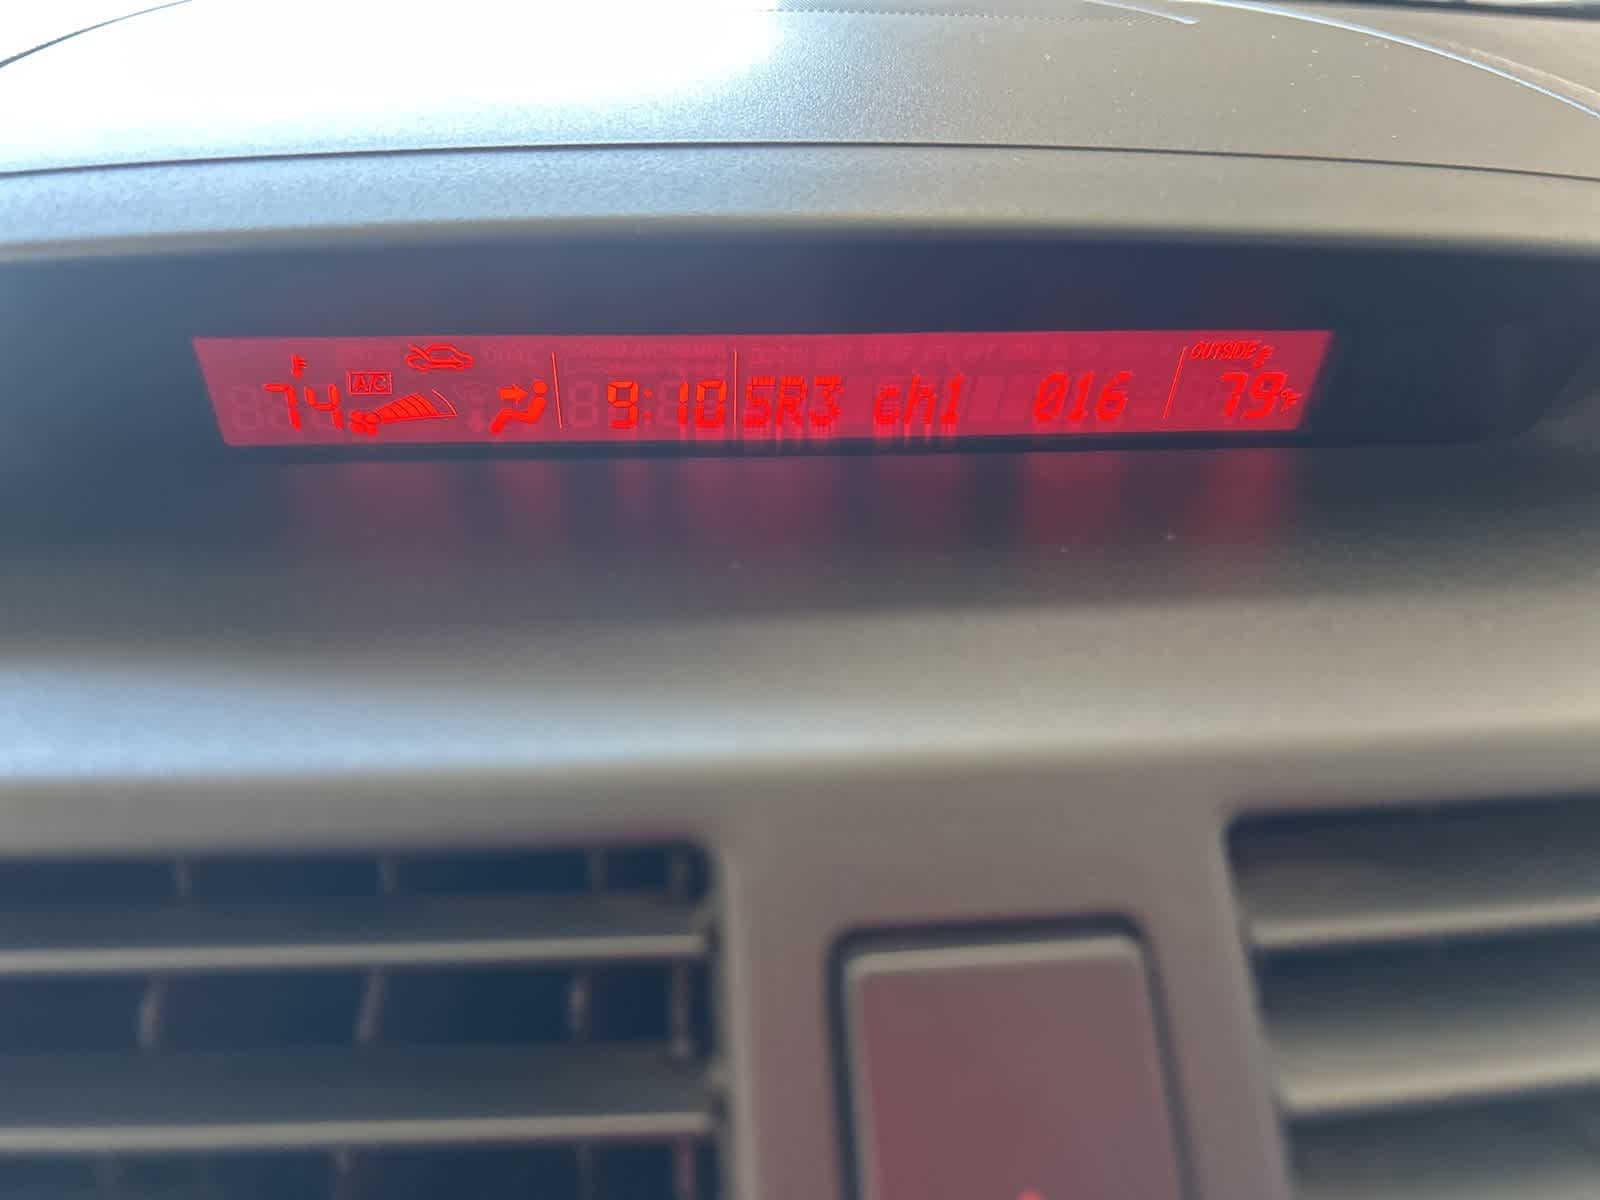 OUTSIDE
74 A/C 9:10 SR3 ch1 016 79°F